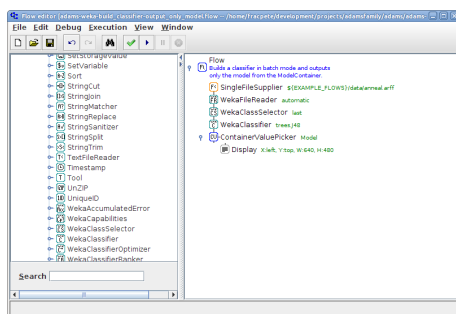 Flow editor [adams-weka-build_classifier-output_only_model.flow -- /home/fracpete/development/projects/adamsfamily/adams/adams-
File Edit Debug Execution View Window
SetStorageValue
SetVariable
Sort
StringCut
StringJoin
StringMatcher
StringReplace
StringSanitizer
StringSplit
StringTrim
TextFileReader
Timestamp
Tool
UnZIP
UniqueID
WekaAccumulatedError
WekaCapabilities
WekaClassSelector
WekaClassifier
WekaClassifierOptimizer
WekaClassifierRanker
Search
Flow
Builds a classifier in batch mode and outputs
only the model from the ModelContainer.
SingleFileSupplier ${EXAMPLE_FLOWS}/data/anneal.arff
WekaFileReader automatic
WekaClassSelector last
WekaClassifier trees.J48
ContainerValuePicker Model
Display X:left, Y:top, W:640, H:480